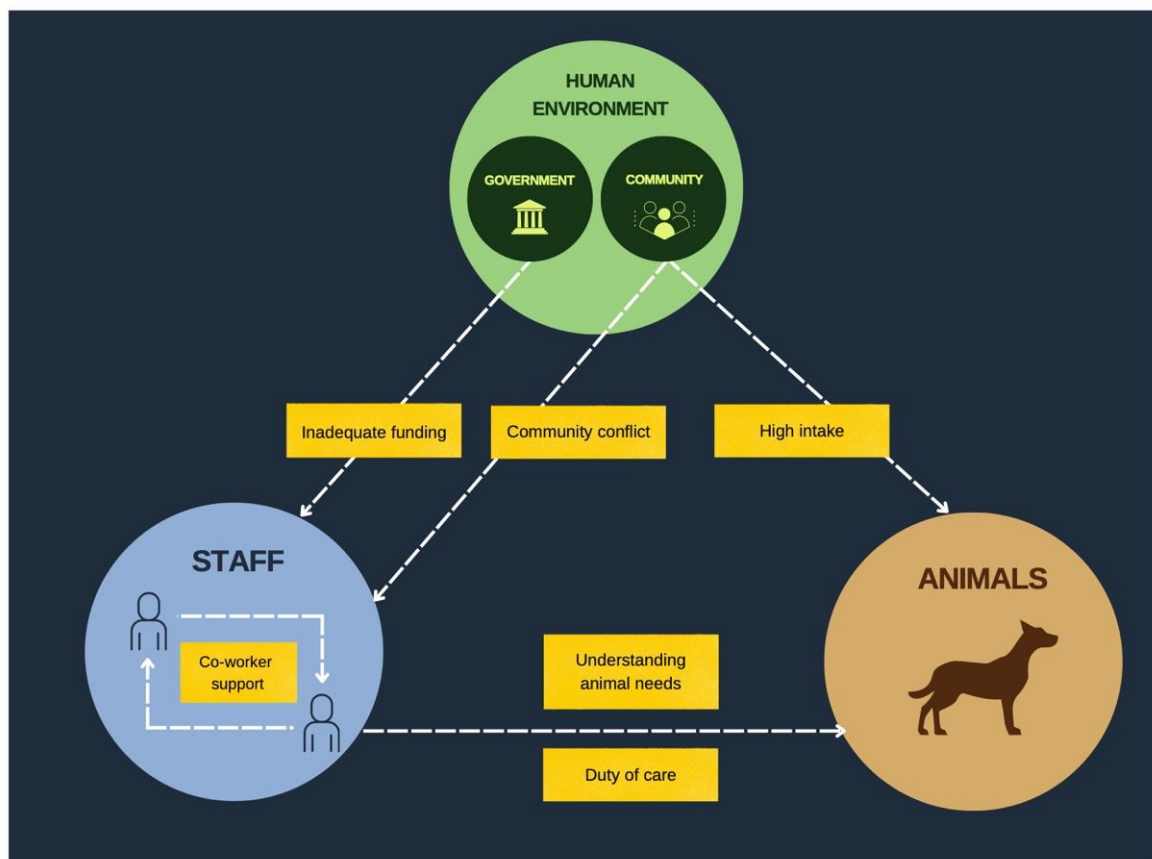 HUMAN
ENVIRONMENT
GOVERNMENT
COMMUNITY
Inadequate funding
Community conflict
High intake
STAFF
Co-worker
support
Understanding
animal needs
Duty of care
ANIMALS